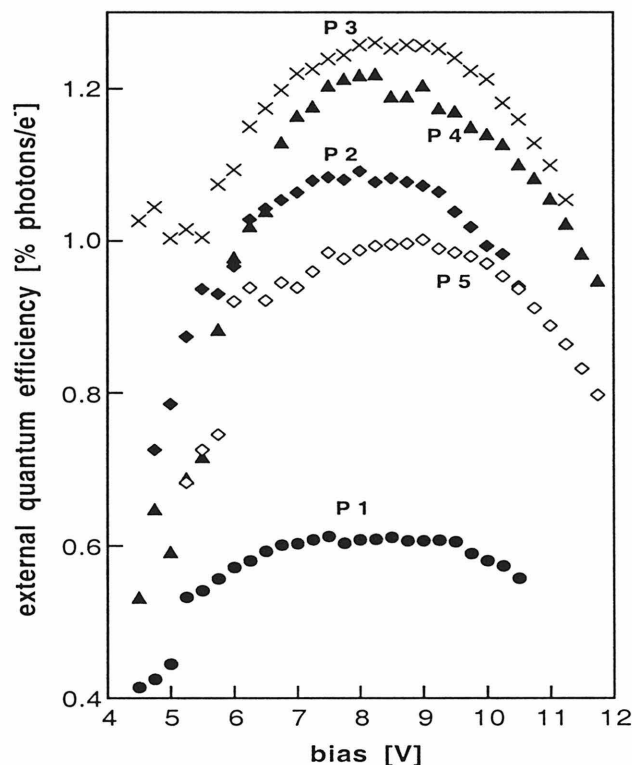 P 3
1.2
P 4
P 2
1.0
P 5
0.8
P 1
0.6
0.4
4 5 6 7 8 9 10 11 12
bias [V]
external quantum efficiency [% photons/e⁻]